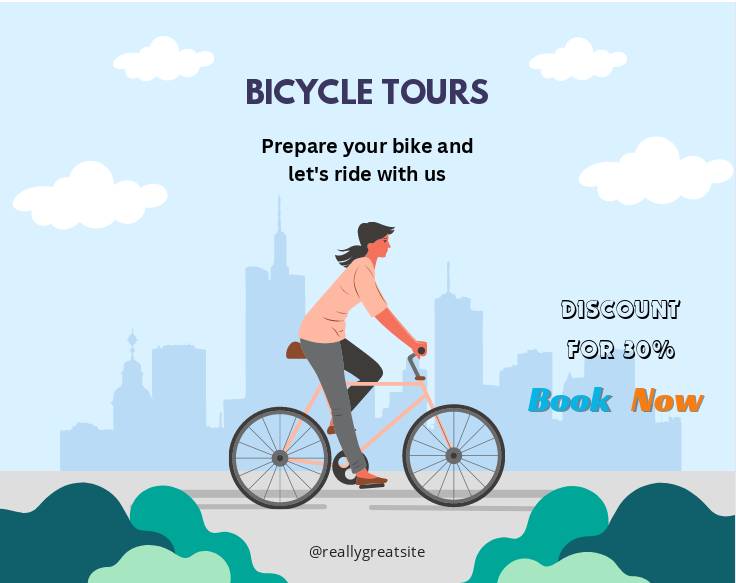 BICYCLE TOURS
Prepare your bike and
let's ride with us
DISCOUNT
FOR 30%
Book Now
@reallygreatsite